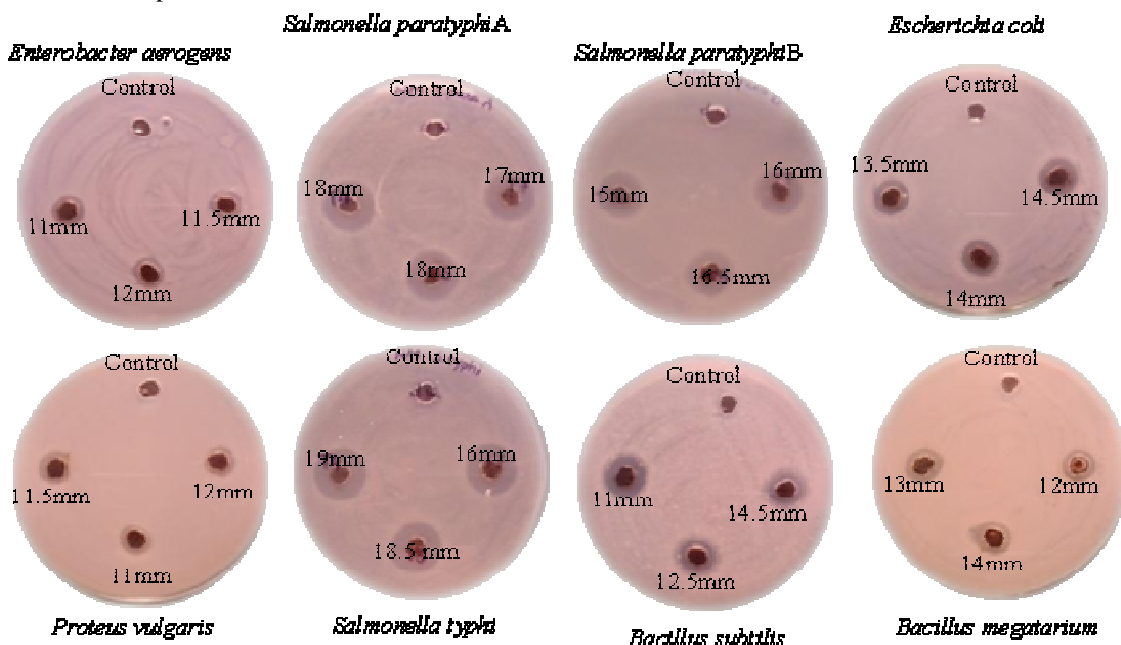 Salmonella paratyphi A
Escherichia coli
Enterobacter aerogens
Salmonella paratyphi B
Control
Control
Control
Control
11mm
11.5mm
12mm
18mm
17mm
18mm
15mm
16mm
16.5mm
13.5mm
14.5mm
14mm
Control
Control
Control
Control
11.5mm
12mm
11mm
19mm
16mm
18.5 mm
11mm
14.5mm
12.5mm
13mm
12mm
14mm
Proteus vulgaris
Salmonella typhi
Bacillus subtilis
Bacillus megatarium